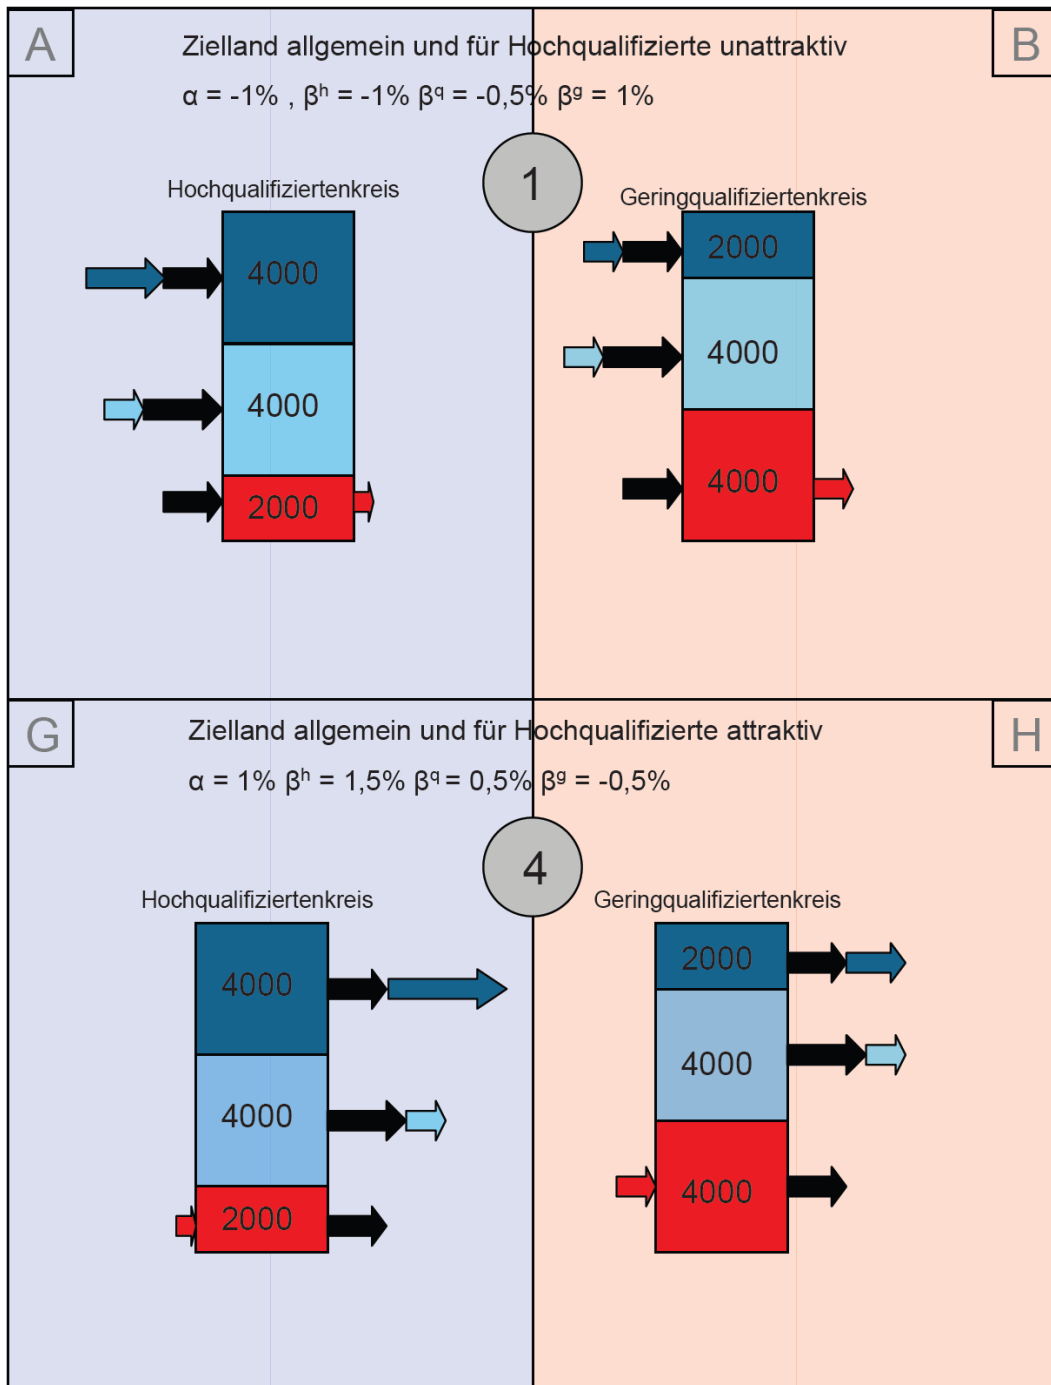 A
B
Zielland allgemein und für Hochqualifizierte unattraktiv
α = -1% , βʰ = -1% β^q = -0,5% βᵍ = 1%
1
Hochqualifiziertenkreis
Geringqualifiziertenkreis
4000
4000
2000
2000
4000
4000
G
H
Zielland allgemein und für Hochqualifizierte attraktiv
α = 1% βʰ = 1,5% β^q = 0,5% βᵍ = -0,5%
4
Hochqualifiziertenkreis
Geringqualifiziertenkreis
4000
4000
2000
2000
4000
4000